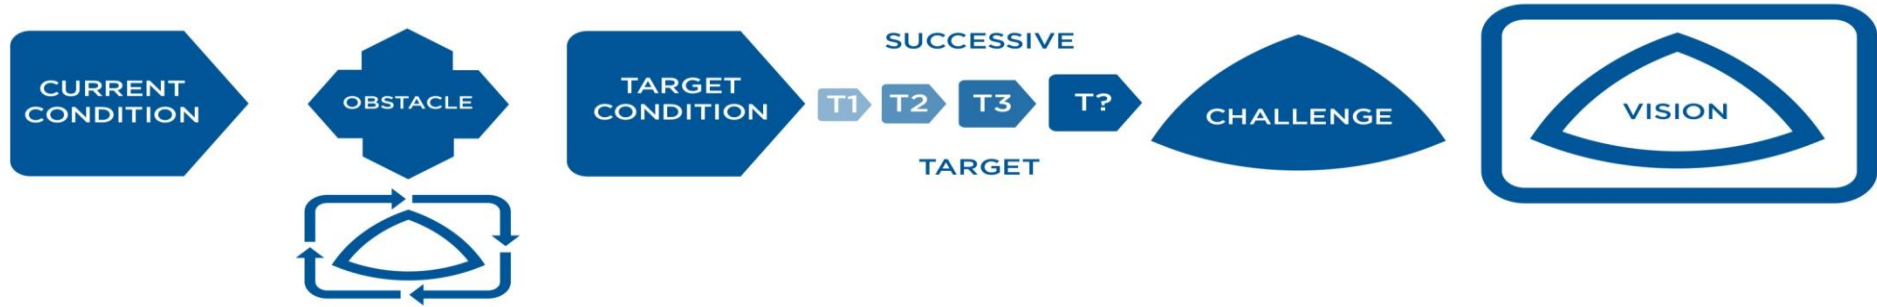 CURRENT
CONDITION
OBSTACLE
TARGET
CONDITION
SUCCESSIVE
T1
T2
T3
T?
TARGET
CHALLENGE
VISION